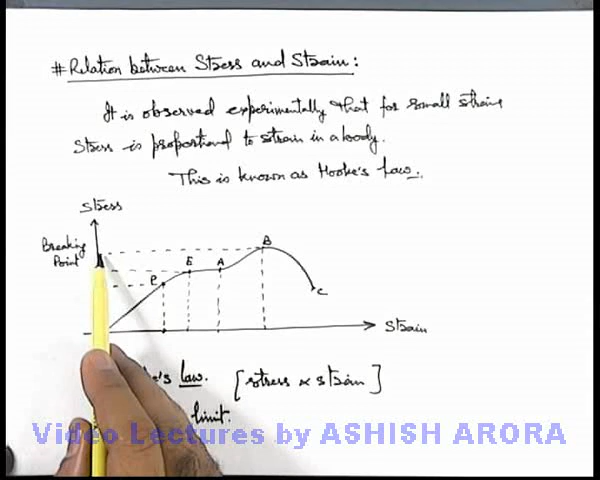 # Relation between Stress and Strain:
It is observed experimentally that for small strain
stress is proportional to strain in a body.
This is known as Hooke's Law.
Stress
Breaking
Point
B
E
A
P
C
Strain
's Law. [stress ∝ strain]
limit.
Video Lectures by ASHISH ARORA